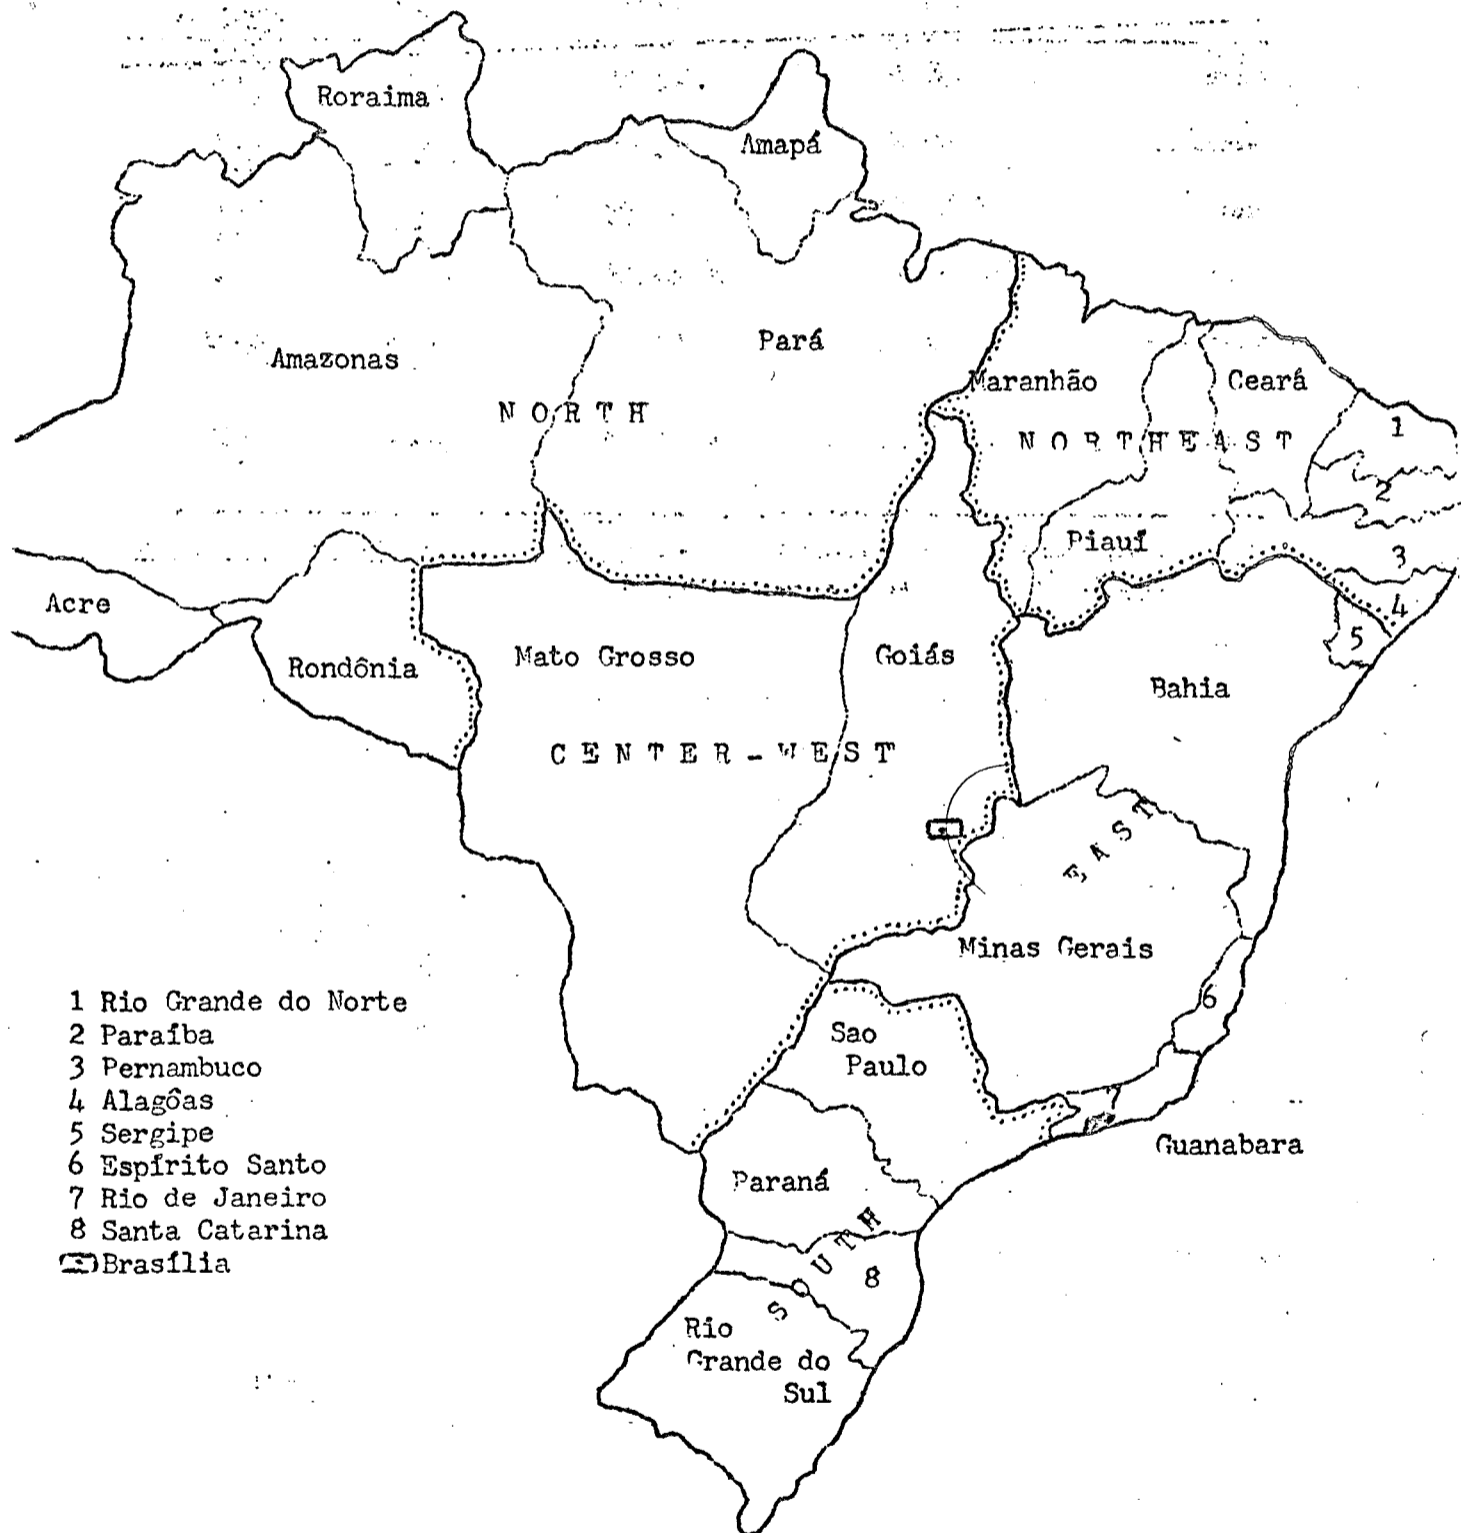 Roraima
Amapá
Amazonas
Pará
NORTH
Maranhão
Ceará
NORTHEAST
1
2
Piauí
3
4
5
Acre
Rondônia
Mato Grosso
Goiás
Bahia
CENTER-WEST
EAST
Minas Gerais
6
Sao
Paulo
7
Guanabara
Paraná
SOUTH
8
Rio
Grande do
Sul
1 Rio Grande do Norte
2 Paraíba
3 Pernambuco
4 Alagôas
5 Sergipe
6 Espírito Santo
7 Rio de Janeiro
8 Santa Catarina
Brasília